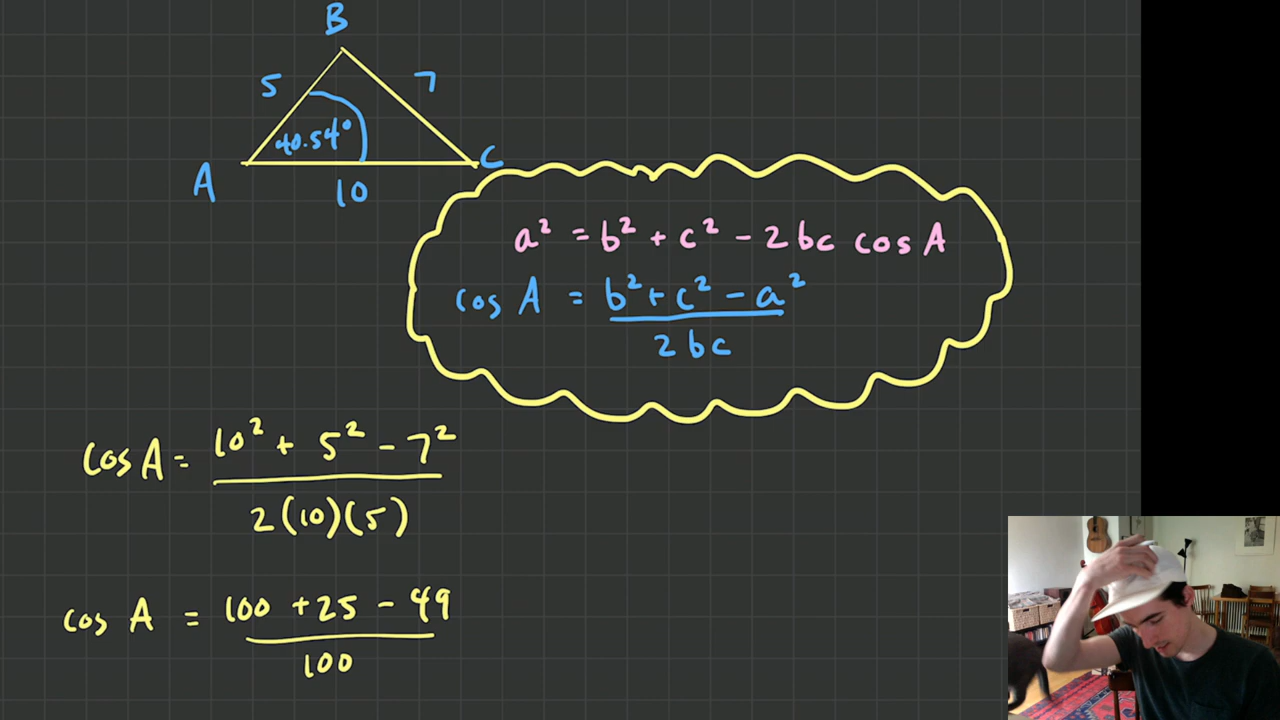 B
5
7
40.54°
A
C
10
a² = b² + c² - 2bc cos A
cos A = b² + c² - a² / 2bc
cos A = 10² + 5² - 7² / 2(10)(5)
cos A = 100 + 25 - 49 / 100